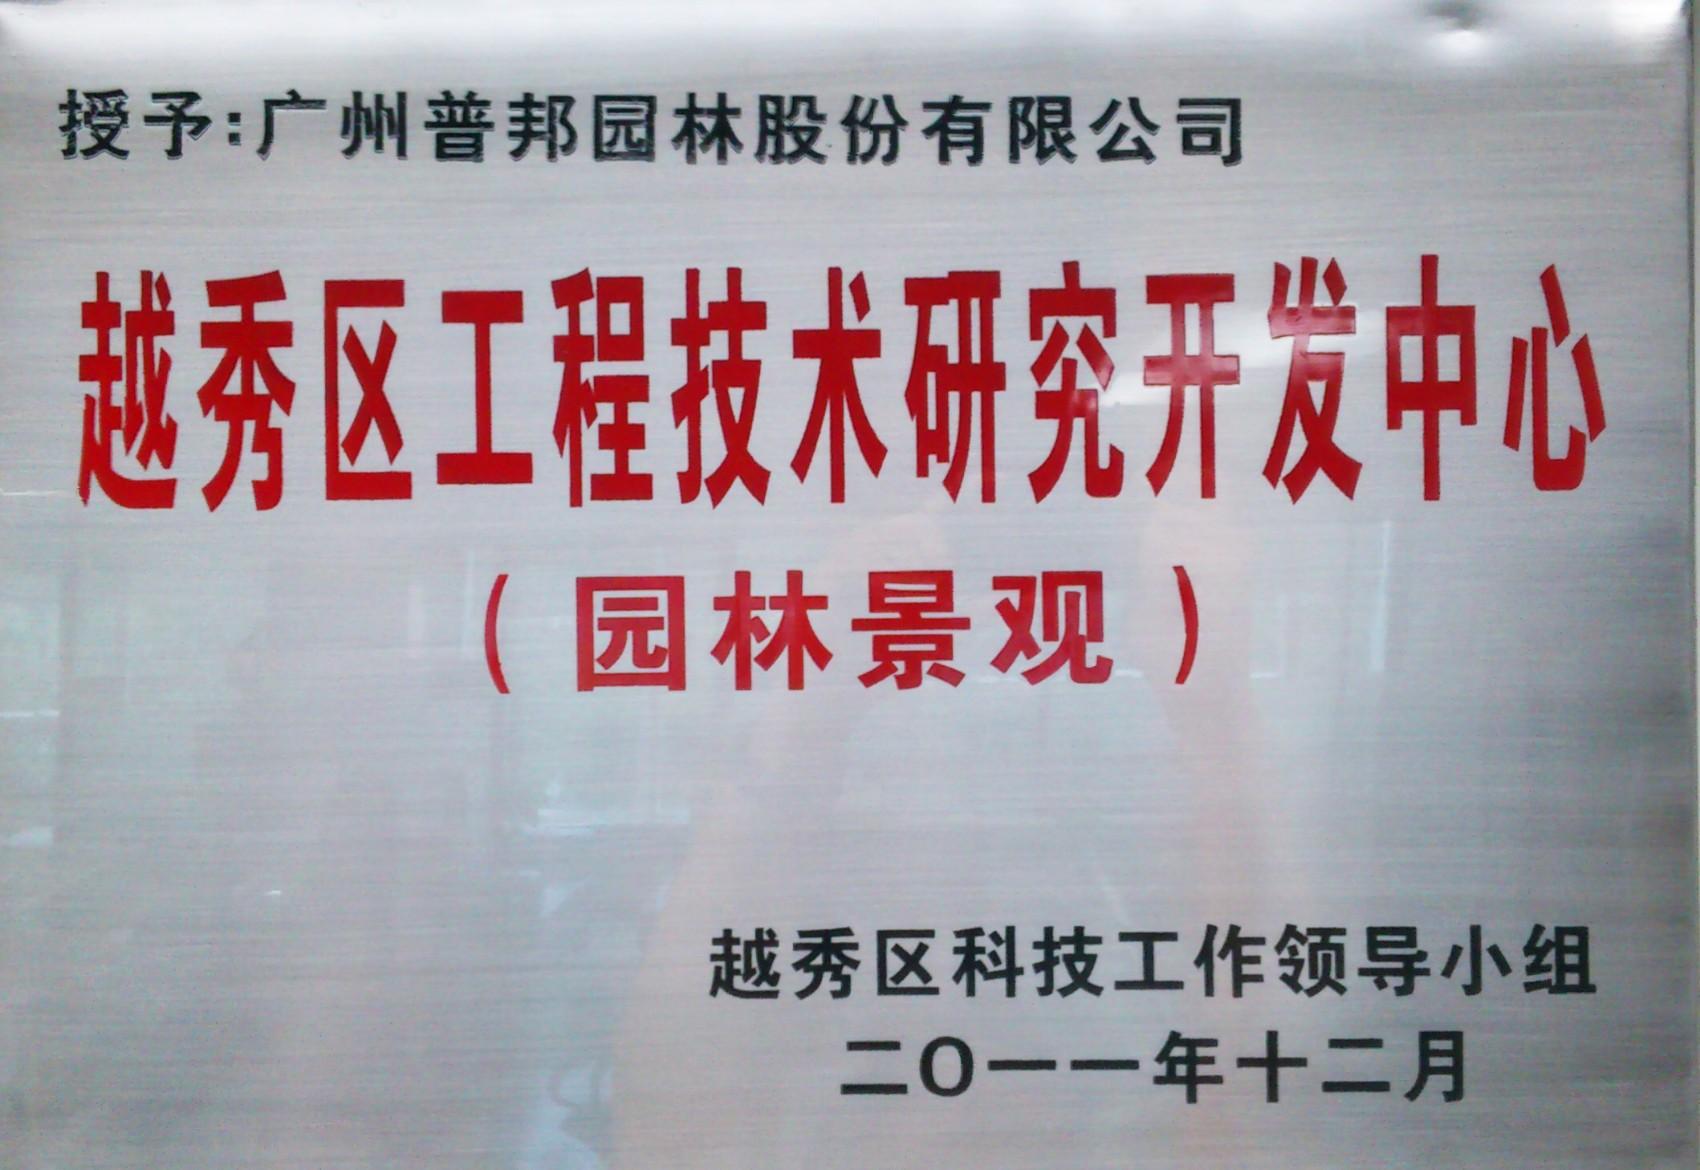 授予:广州普邦园林股份有限公司
越秀区工程技术研究开发中心
(园林景观)
越秀区科技工作领导小组
二O一一年十二月